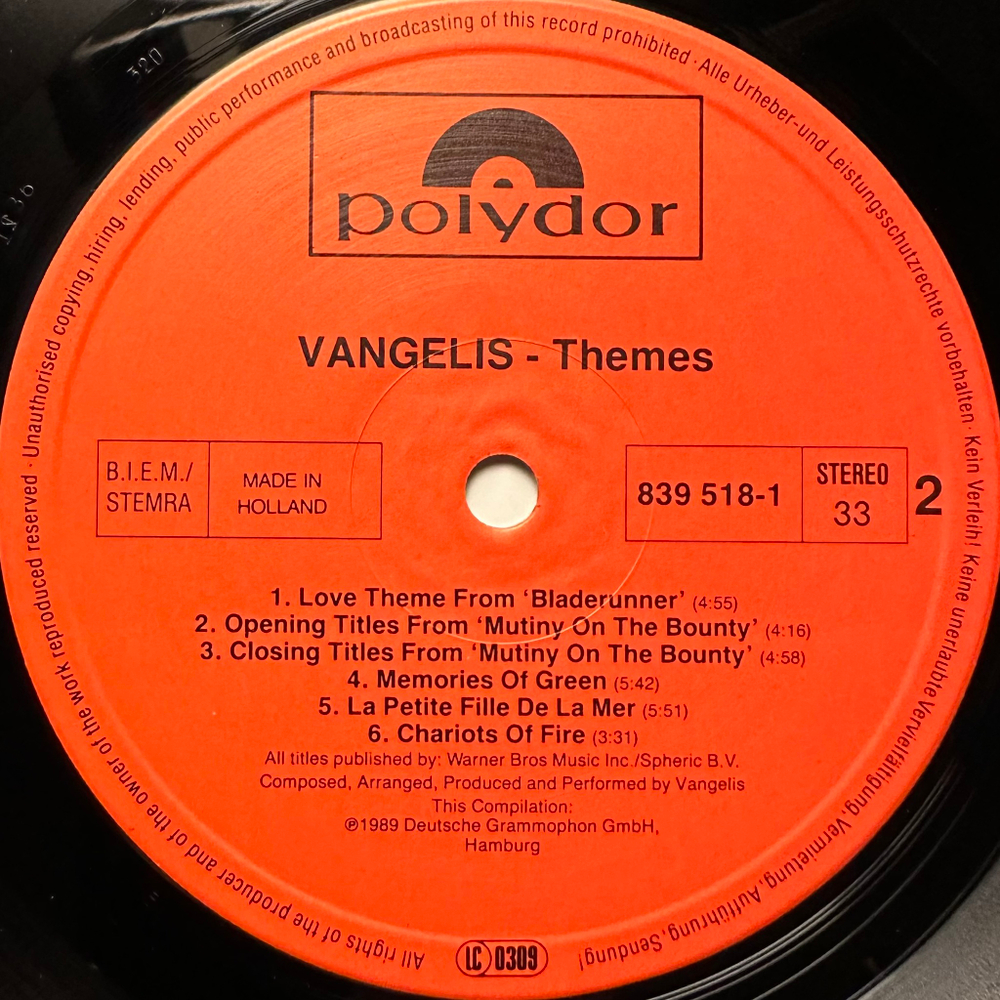 All rights of the producer and of the owner of the work reproduced reserved · Unauthorised copying, hiring, lending, public performance and broadcasting of this record prohibited · Alle Urheber-und Leistungsschutzrechte vorbehalten · Kein Verleih! Keine unerlaubte Vervielfältigung, Vermietung, Aufführung, Sendung!
320
polydor
VANGELIS - Themes
B.I.E.M./
STEMRA
MADE IN
HOLLAND
839 518-1
STEREO
33
2
1. Love Theme From ‘Bladerunner’ (4:55)
2. Opening Titles From ‘Mutiny On The Bounty’ (4:16)
3. Closing Titles From ‘Mutiny On The Bounty’ (4:58)
4. Memories Of Green (5:42)
5. La Petite Fille De La Mer (5:51)
6. Chariots Of Fire (3:31)
All titles published by: Warner Bros Music Inc./Spheric B.V.
Composed, Arranged, Produced and Performed by Vangelis
This Compilation:
℗1989 Deutsche Grammophon GmbH,
Hamburg
LC 0309